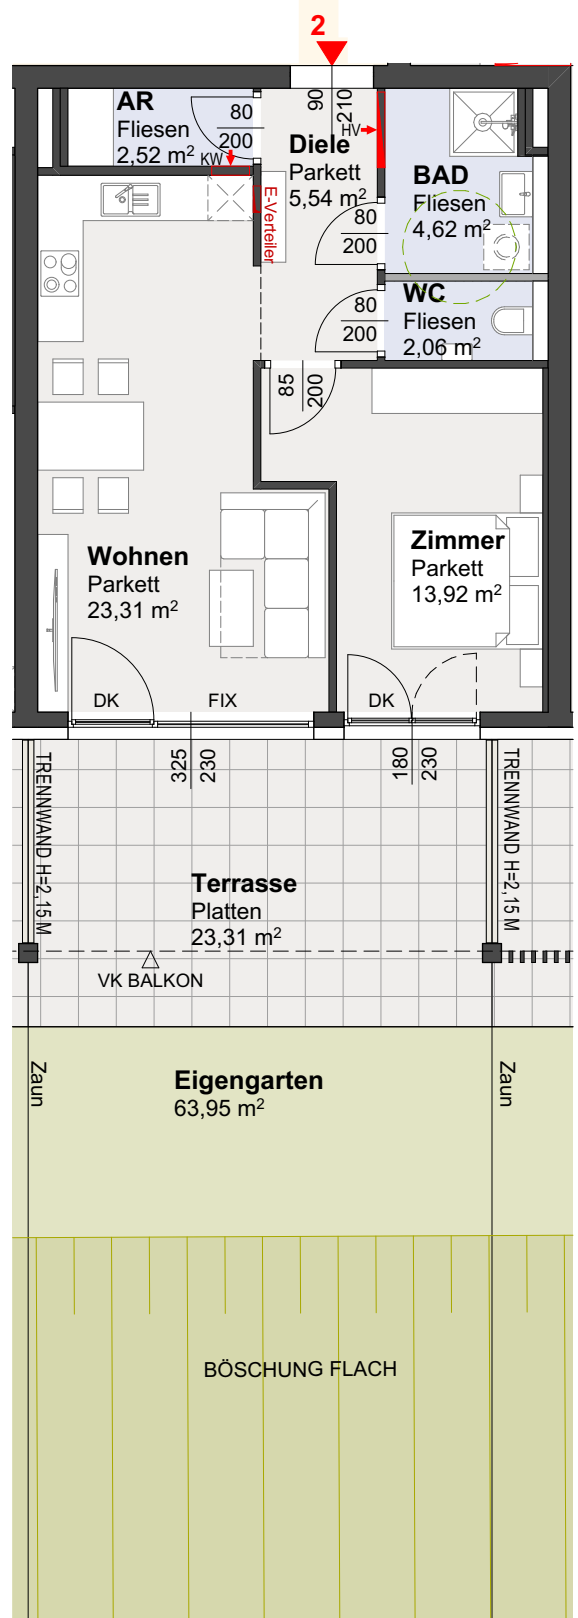 2
AR
Fliesen
2,52 m²
KW
80
200
90
210
HV
Diele
Parkett
5,54 m²
E-Verteiler
BAD
Fliesen
4,62 m²
80
200
WC
Fliesen
2,06 m²
80
200
85
200
Wohnen
Parkett
23,31 m²
Zimmer
Parkett
13,92 m²
DK
FIX
DK
325
230
180
230
TRENNWAND H=2,15 M
TRENNWAND H=2,15 M
Terrasse
Platten
23,31 m²
VK BALKON
Zaun
Zaun
Eigengarten
63,95 m²
BÖSCHUNG FLACH